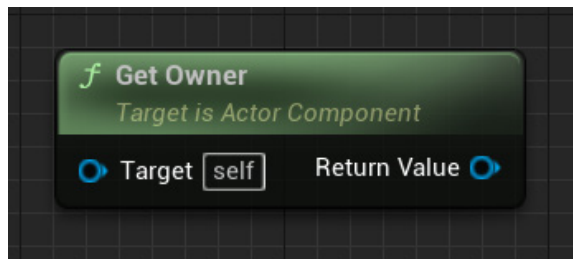 f Get Owner
Target is Actor Component
Target self Return Value